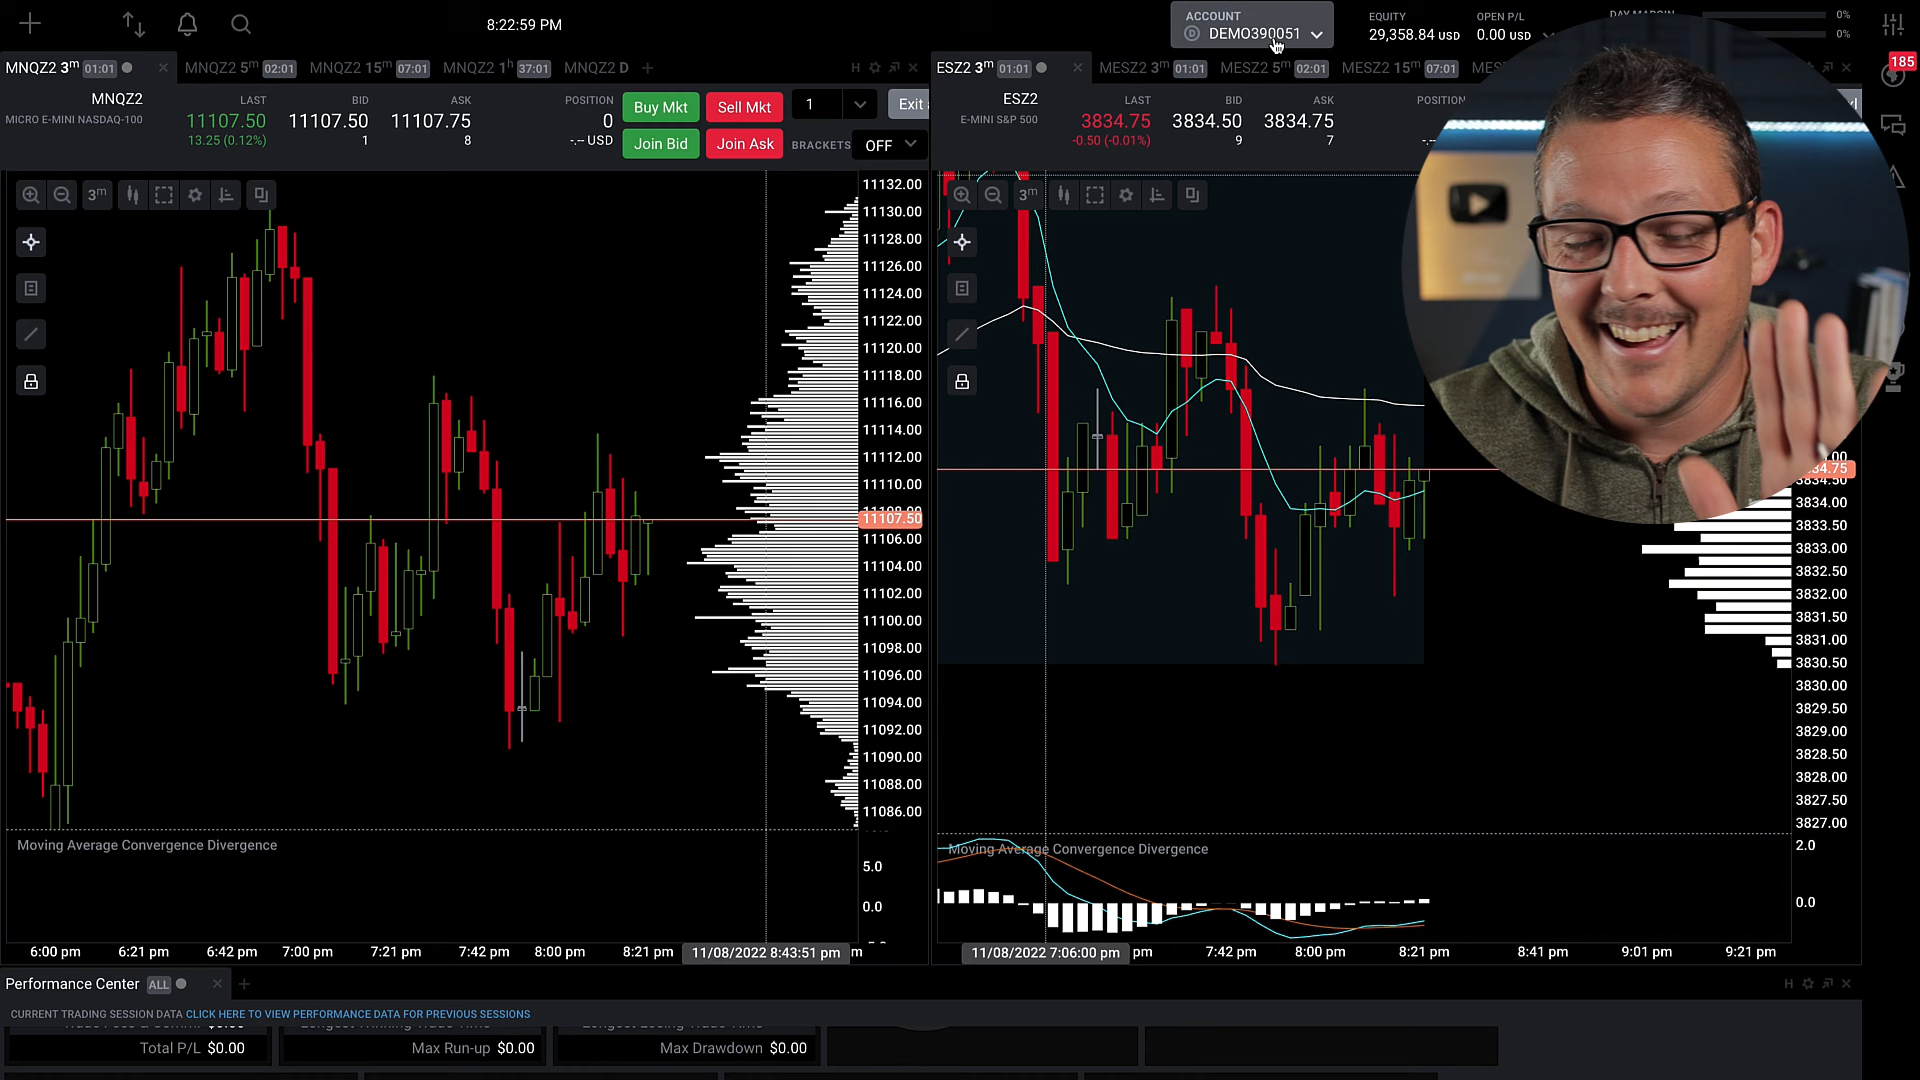 8:22:59 PM
ACCOUNT
DEMO390051
EQUITY
29,358.84 USD
OPEN P/L
0.00 USD
DAY MARGIN
0%
0%
MNQZ2 3m 01:01
MNQZ2 5m 02:01
MNQZ2 15m 07:01
MNQZ2 1h 37:01
MNQZ2 D
H
MNQZ2
MICRO E-MINI NASDAQ-100
LAST
11107.50
13.25 (0.12%)
BID
11107.50
1
ASK
11107.75
8
POSITION
0
-.-- USD
Buy Mkt
Sell Mkt
1
Exit
Join Bid
Join Ask
BRACKETS
OFF
3m
11132.00
11130.00
11128.00
11126.00
11124.00
11122.00
11120.00
11118.00
11116.00
11114.00
11112.00
11110.00
11107.50
11106.00
11104.00
11102.00
11100.00
11098.00
11096.00
11094.00
11092.00
11090.00
11088.00
11086.00
Moving Average Convergence Divergence
5.0
0.0
6:00 pm
6:21 pm
6:42 pm
7:00 pm
7:21 pm
7:42 pm
8:00 pm
8:21 pm
11/08/2022 8:43:51 pm
ESZ2 3m 01:01
MESZ2 3m 01:01
MESZ2 5m 02:01
MESZ2 15m 07:01
185
ESZ2
E-MINI S&P 500
LAST
3834.75
-0.50 (-0.01%)
BID
3834.50
9
ASK
3834.75
7
POSITION
3m
3834.50
3834.00
3833.50
3833.00
3832.50
3832.00
3831.50
3831.00
3830.50
3830.00
3829.50
3829.00
3828.50
3828.00
3827.50
3827.00
Moving Average Convergence Divergence
2.0
0.0
11/08/2022 7:06:00 pm
pm
7:42 pm
8:00 pm
8:21 pm
8:41 pm
9:01 pm
9:21 pm
Performance Center ALL
H
CURRENT TRADING SESSION DATA CLICK HERE TO VIEW PERFORMANCE DATA FOR PREVIOUS SESSIONS
Total P/L $0.00
Max Run-up $0.00
Max Drawdown $0.00